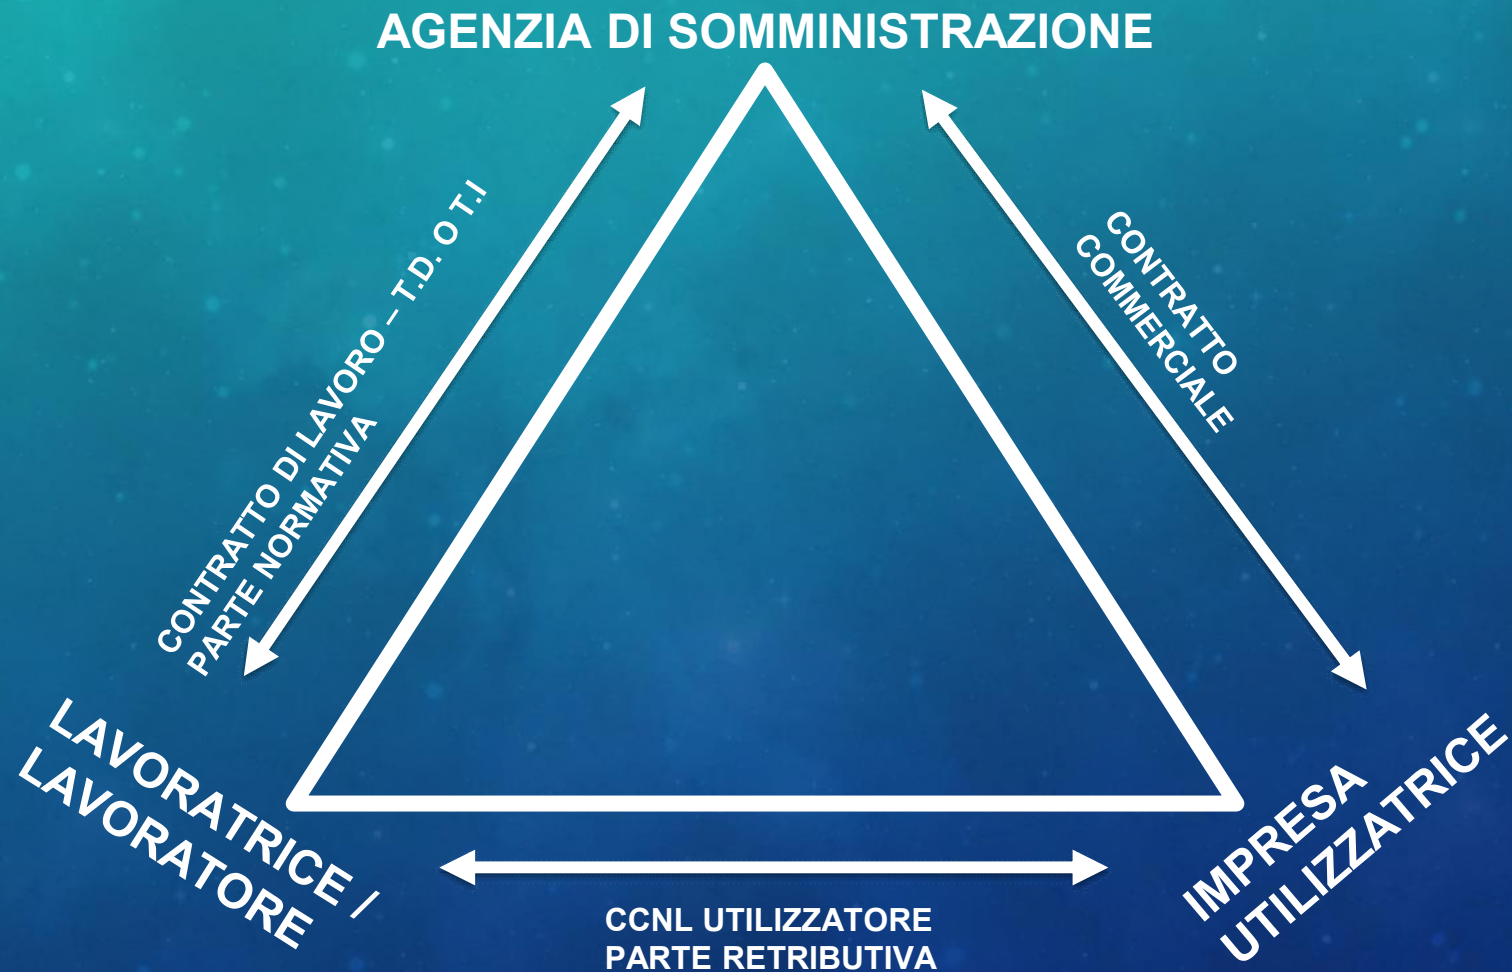 AGENZIA DI SOMMINISTRAZIONE
CONTRATTO DI LAVORO – T.D. O T.I
PARTE NORMATIVA
CONTRATTO
COMMERCIALE
LAVORATRICE /
LAVORATORE
IMPRESA
UTILIZZATRICE
CCNL UTILIZZATORE
PARTE RETRIBUTIVA